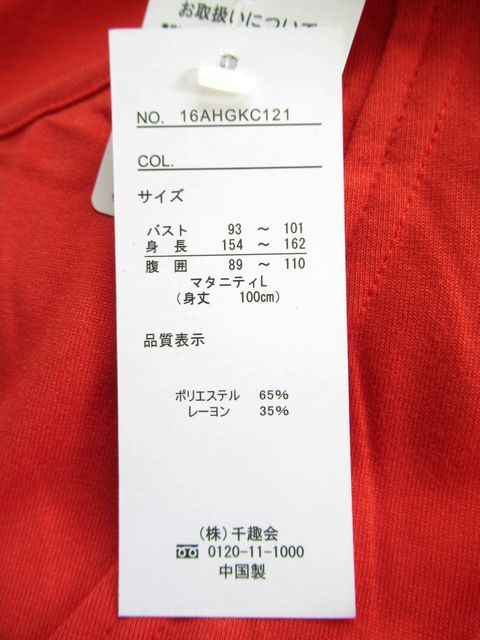 お取扱いについて
NO. 16AHGKC121
COL.
サイズ
バスト 93 ～ 101
身 長 154 ～ 162
腹 囲 89 ～ 110
マタニティL
(身丈 100cm)
品質表示
ポリエステル 65%
レーヨン 35%
(株)千趣会
0120-11-1000
中国製